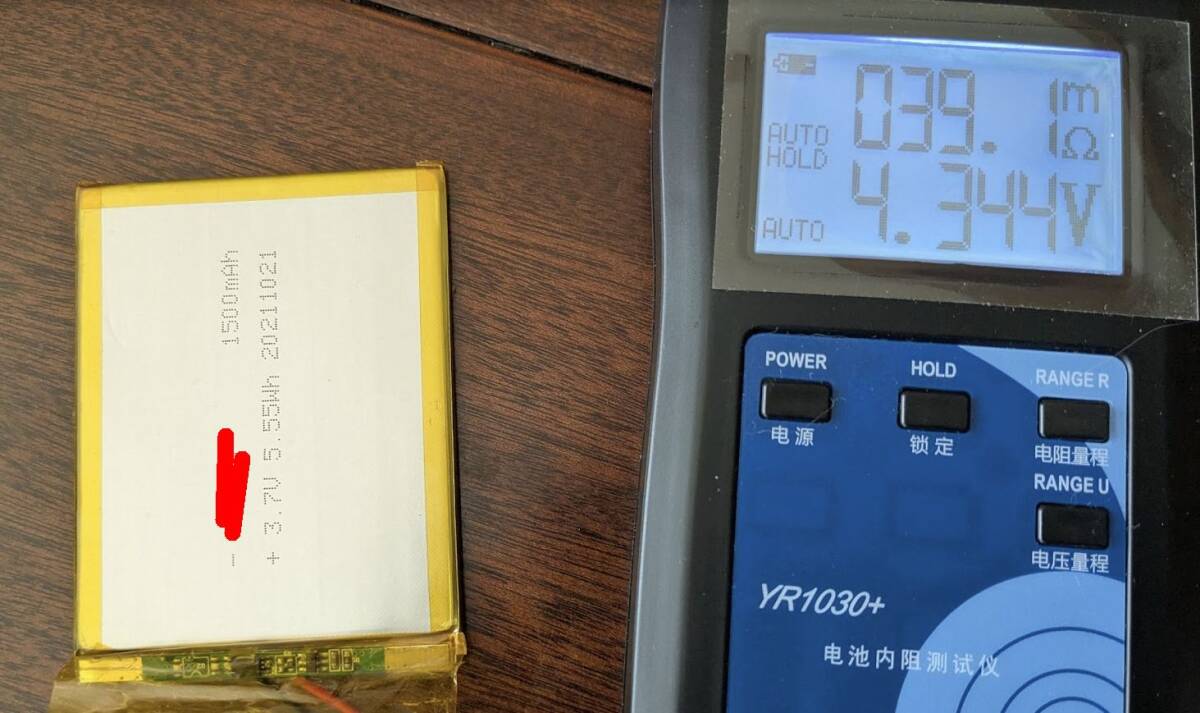 1500mAh
-
+ 3.7V 5.55Wh 20211021
039.1mΩ
AUTO
HOLD
4.344V
AUTO
POWER
电源
HOLD
锁定
RANGE R
电阻量程
RANGE U
电压量程
YR1030+
电池内阻测试仪